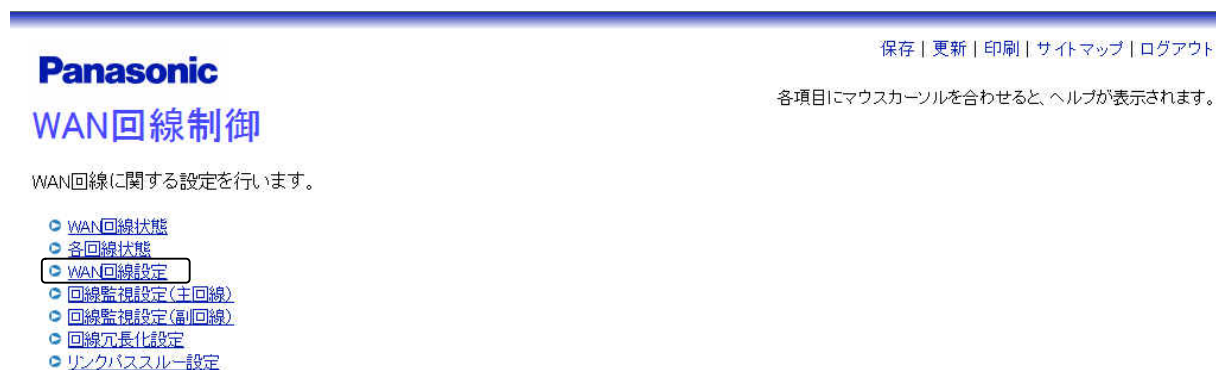 保存 | 更新 | 印刷 | サイトマップ | ログアウト
Panasonic
各項目にマウスカーソルを合わせると、ヘルプが表示されます。
WAN回線制御
WAN回線に関する設定を行います。
WAN回線状態
各回線状態
WAN回線設定
回線監視設定(主回線)
回線監視設定(副回線)
回線冗長化設定
リンクパススルー設定